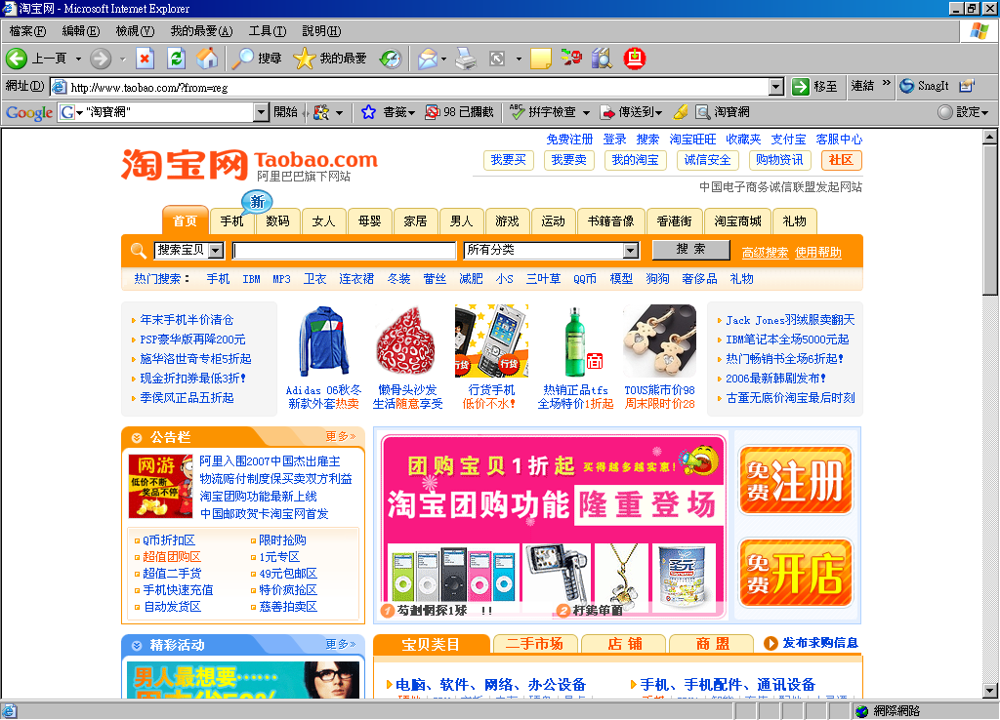 淘宝网 - Microsoft Internet Explorer
檔案(F) 編輯(E) 檢視(V) 我的最愛(A) 工具(T) 說明(H)
上一頁 搜尋 我的最愛
網址(D) http://www.taobao.com/?from=reg 移至 連結 » SnagIt
Google G "淘寶網" 開始 書籤 98 已攔截 ABC 拼字檢查 傳送到 淘寶網 設定
免费注册 登录 搜索 淘宝旺旺 收藏夹 支付宝 客服中心
淘宝网 Taobao.com
阿里巴巴旗下网站
我要买 我要卖 我的淘宝 诚信安全 购物资讯 社区
中国电子商务诚信联盟发起网站
新
首页 手机 数码 女人 母婴 家居 男人 游戏 运动 书籍音像 香港街 淘宝商城 礼物
搜索宝贝 所有分类 搜 索 高级搜索 使用帮助
热门搜索： 手机 IBM MP3 卫衣 连衣裙 冬装 蕾丝 减肥 小S 三叶草 QQ币 模型 狗狗 奢侈品 礼物
年末手机半价清仓
PSP豪华版再降200元
施华洛世奇专柜5折起
现金折扣券最低3折!
季侯风正品五折起
行货 行货
Adidas 06秋冬
新款外套热卖
懒骨头沙发
生活随意享受
行货手机
低价不水!
热销正品tfs
全场特价1折起
TOUS熊市价98
周末限时价28
Jack Jones羽绒服卖翻天
IBM笔记本全场5000元起
热门畅销书全场6折起!
2006最新韩剧发布!
古董无底价淘宝最后时刻
公告栏 更多»
网游
低价不断
奖品不停
阿里入围2007中国杰出雇主
物流赔付制度保买卖双方利益
淘宝团购功能最新上线
中国邮政贺卡淘宝网首发
Q币折扣区 限时抢购
超值团购区 1元专区
超值二手货 49元包邮区
手机快速充值 特价疯抢区
自动发货区 慈善拍卖区
团购宝贝1折起 买得越多越实惠!
淘宝团购功能 隆重登场
圣元
1
2
免费注册
免费开店
精彩活动 更多»
男人最想要……
宝贝类目 二手市场 店 铺 商 盟 发布求购信息
电脑、软件、网络、办公设备 手机、手机配件、通讯设备
網際網路